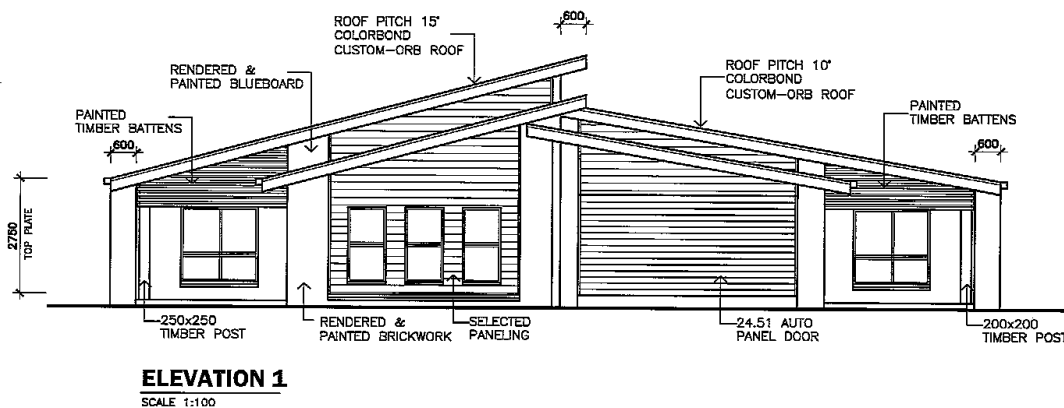 ROOF PITCH 15°
COLORBOND
CUSTOM-ORB ROOF
600
RENDERED &
PAINTED BLUEBOARD
ROOF PITCH 10°
COLORBOND
CUSTOM-ORB ROOF
PAINTED
TIMBER BATTENS
PAINTED
TIMBER BATTENS
600
600
2750
TOP PLATE
250x250
TIMBER POST
RENDERED &
PAINTED BRICKWORK
SELECTED
PANELING
24.51 AUTO
PANEL DOOR
200x200
TIMBER POST
ELEVATION 1
SCALE 1:100